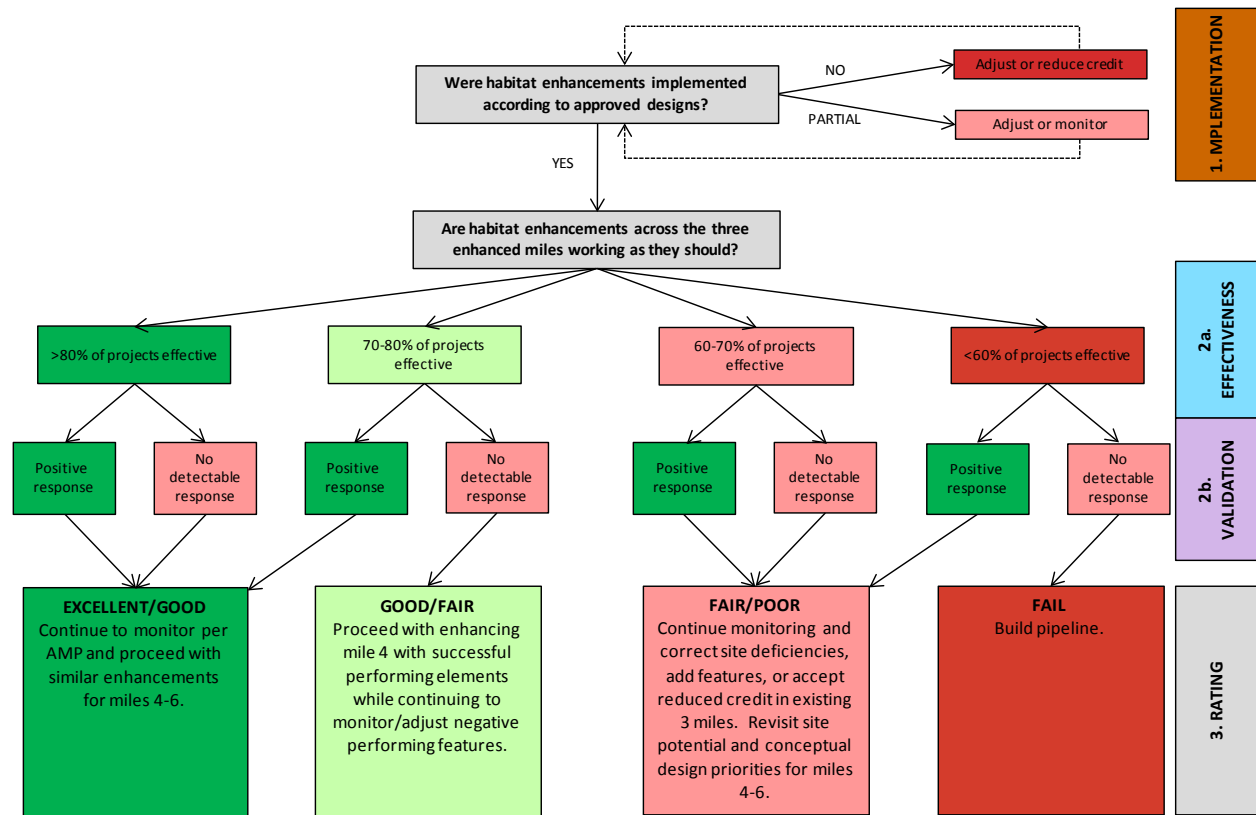 Were habitat enhancements implemented
according to approved designs?
NO
Adjust or reduce credit
PARTIAL
Adjust or monitor
YES
1. MPLEMENTATION
Are habitat enhancements across the three
enhanced miles working as they should?
>80% of projects effective
70-80% of projects
effective
60-70% of projects
effective
<60% of projects effective
2a.
EFFECTIVENESS
Positive
response
No
detectable
response
Positive
response
No
detectable
response
Positive
response
No
detectable
response
Positive
response
No
detectable
response
2b.
VALIDATION
EXCELLENT/GOOD
Continue to monitor per
AMP and proceed with
similar enhancements
for miles 4-6.
GOOD/FAIR
Proceed with enhancing
mile 4 with successful
performing elements
while continuing to
monitor/adjust negative
performing features.
FAIR/POOR
Continue monitoring and
correct site deficiencies,
add features, or accept
reduced credit in existing
3 miles.  Revisit site
potential and conceptual
design priorities for miles
4-6.
FAIL
Build pipeline.
3. RATING